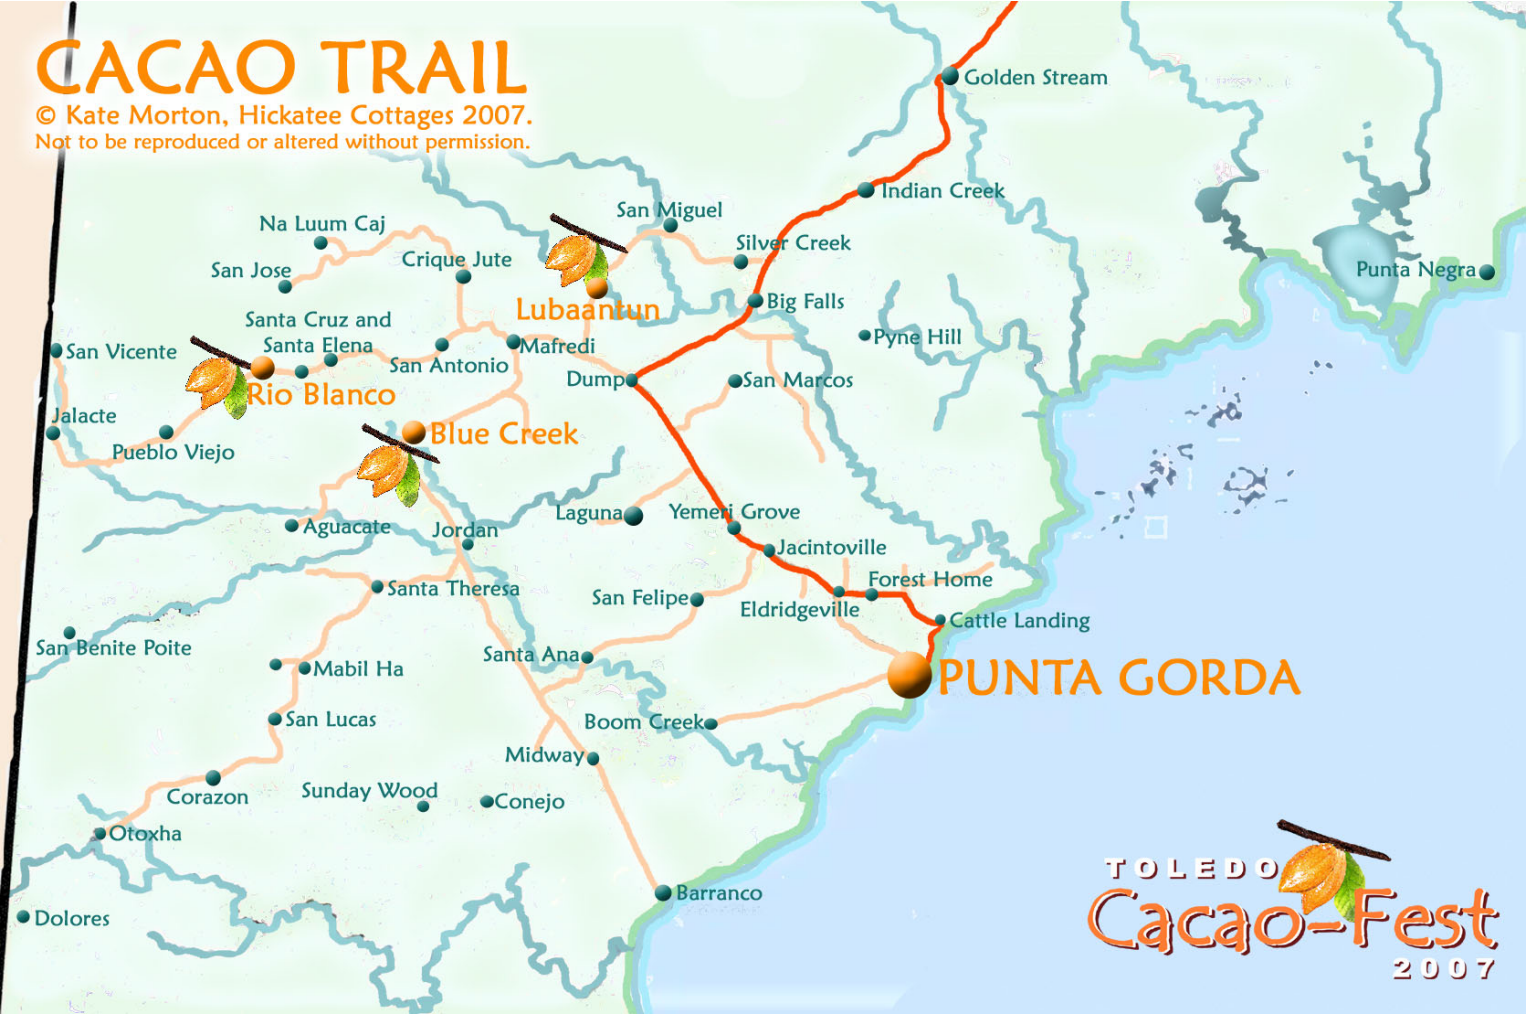 CACAO TRAIL
© Kate Morton, Hickatee Cottages 2007.
Not to be reproduced or altered without permission.
Golden Stream
Indian Creek
San Miguel
Na Luum Caj
Silver Creek
Crique Jute
San Jose
Punta Negra
Big Falls
Lubaantun
Santa Cruz and
Santa Elena
Pyne Hill
Mafredi
San Vicente
San Antonio
Dump
San Marcos
Rio Blanco
Jalacte
Blue Creek
Pueblo Viejo
Laguna
Yemeri Grove
Aguacate
Jordan
Jacintoville
Forest Home
Santa Theresa
San Felipe
Eldridgeville
Cattle Landing
San Benite Poite
Santa Ana
Mabil Ha
PUNTA GORDA
San Lucas
Boom Creek
Midway
Corazon
Sunday Wood
Conejo
Otoxha
Barranco
Dolores
TOLEDO
Cacao-Fest
2007